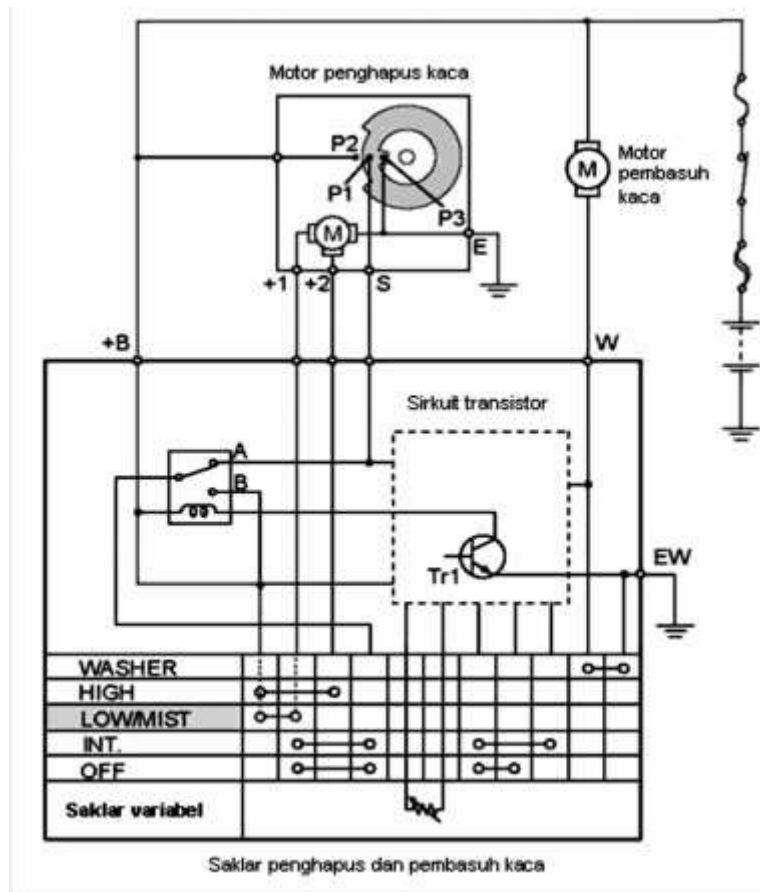 Motor penghapus kaca
P2
P1
P3
M
E
+1 +2 S
M
Motor
pembasuh
kaca
+B
W
Sirkuit transistor
A
B
Tr1
EW
WASHER
HIGH
LOW/MIST
INT.
OFF
Saklar variabel
Saklar penghapus dan pembasuh kaca